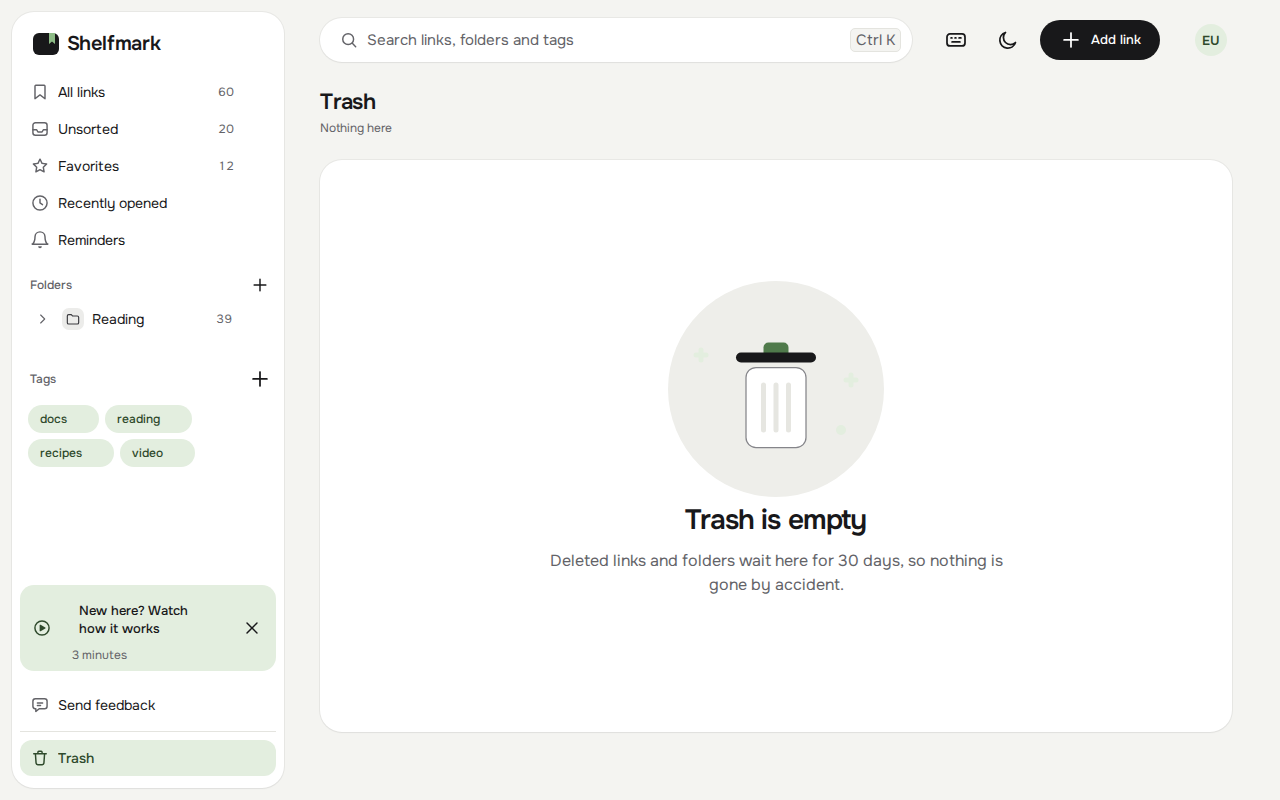 Shelfmark
All links 60
Unsorted 20
Favorites 12
Recently opened
Reminders
Folders
Reading 39
Tags
docs reading
recipes video
New here? Watch
how it works
3 minutes
Send feedback
Trash
Search links, folders and tags Ctrl K
Add link
EU
Trash
Nothing here
Trash is empty
Deleted links and folders wait here for 30 days, so nothing is
gone by accident.